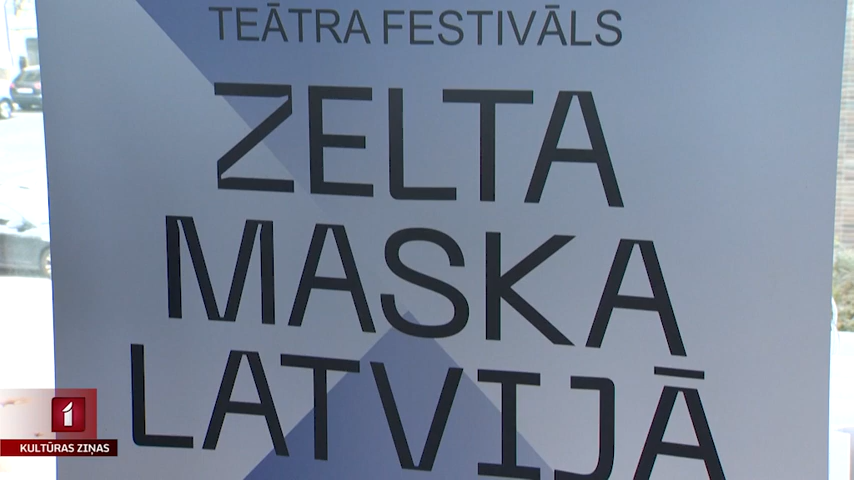 TEĀTRA FESTIVĀLS
ZELTA
MASKA
LATVIJĀ
1
KULTŪRAS ZIŅAS